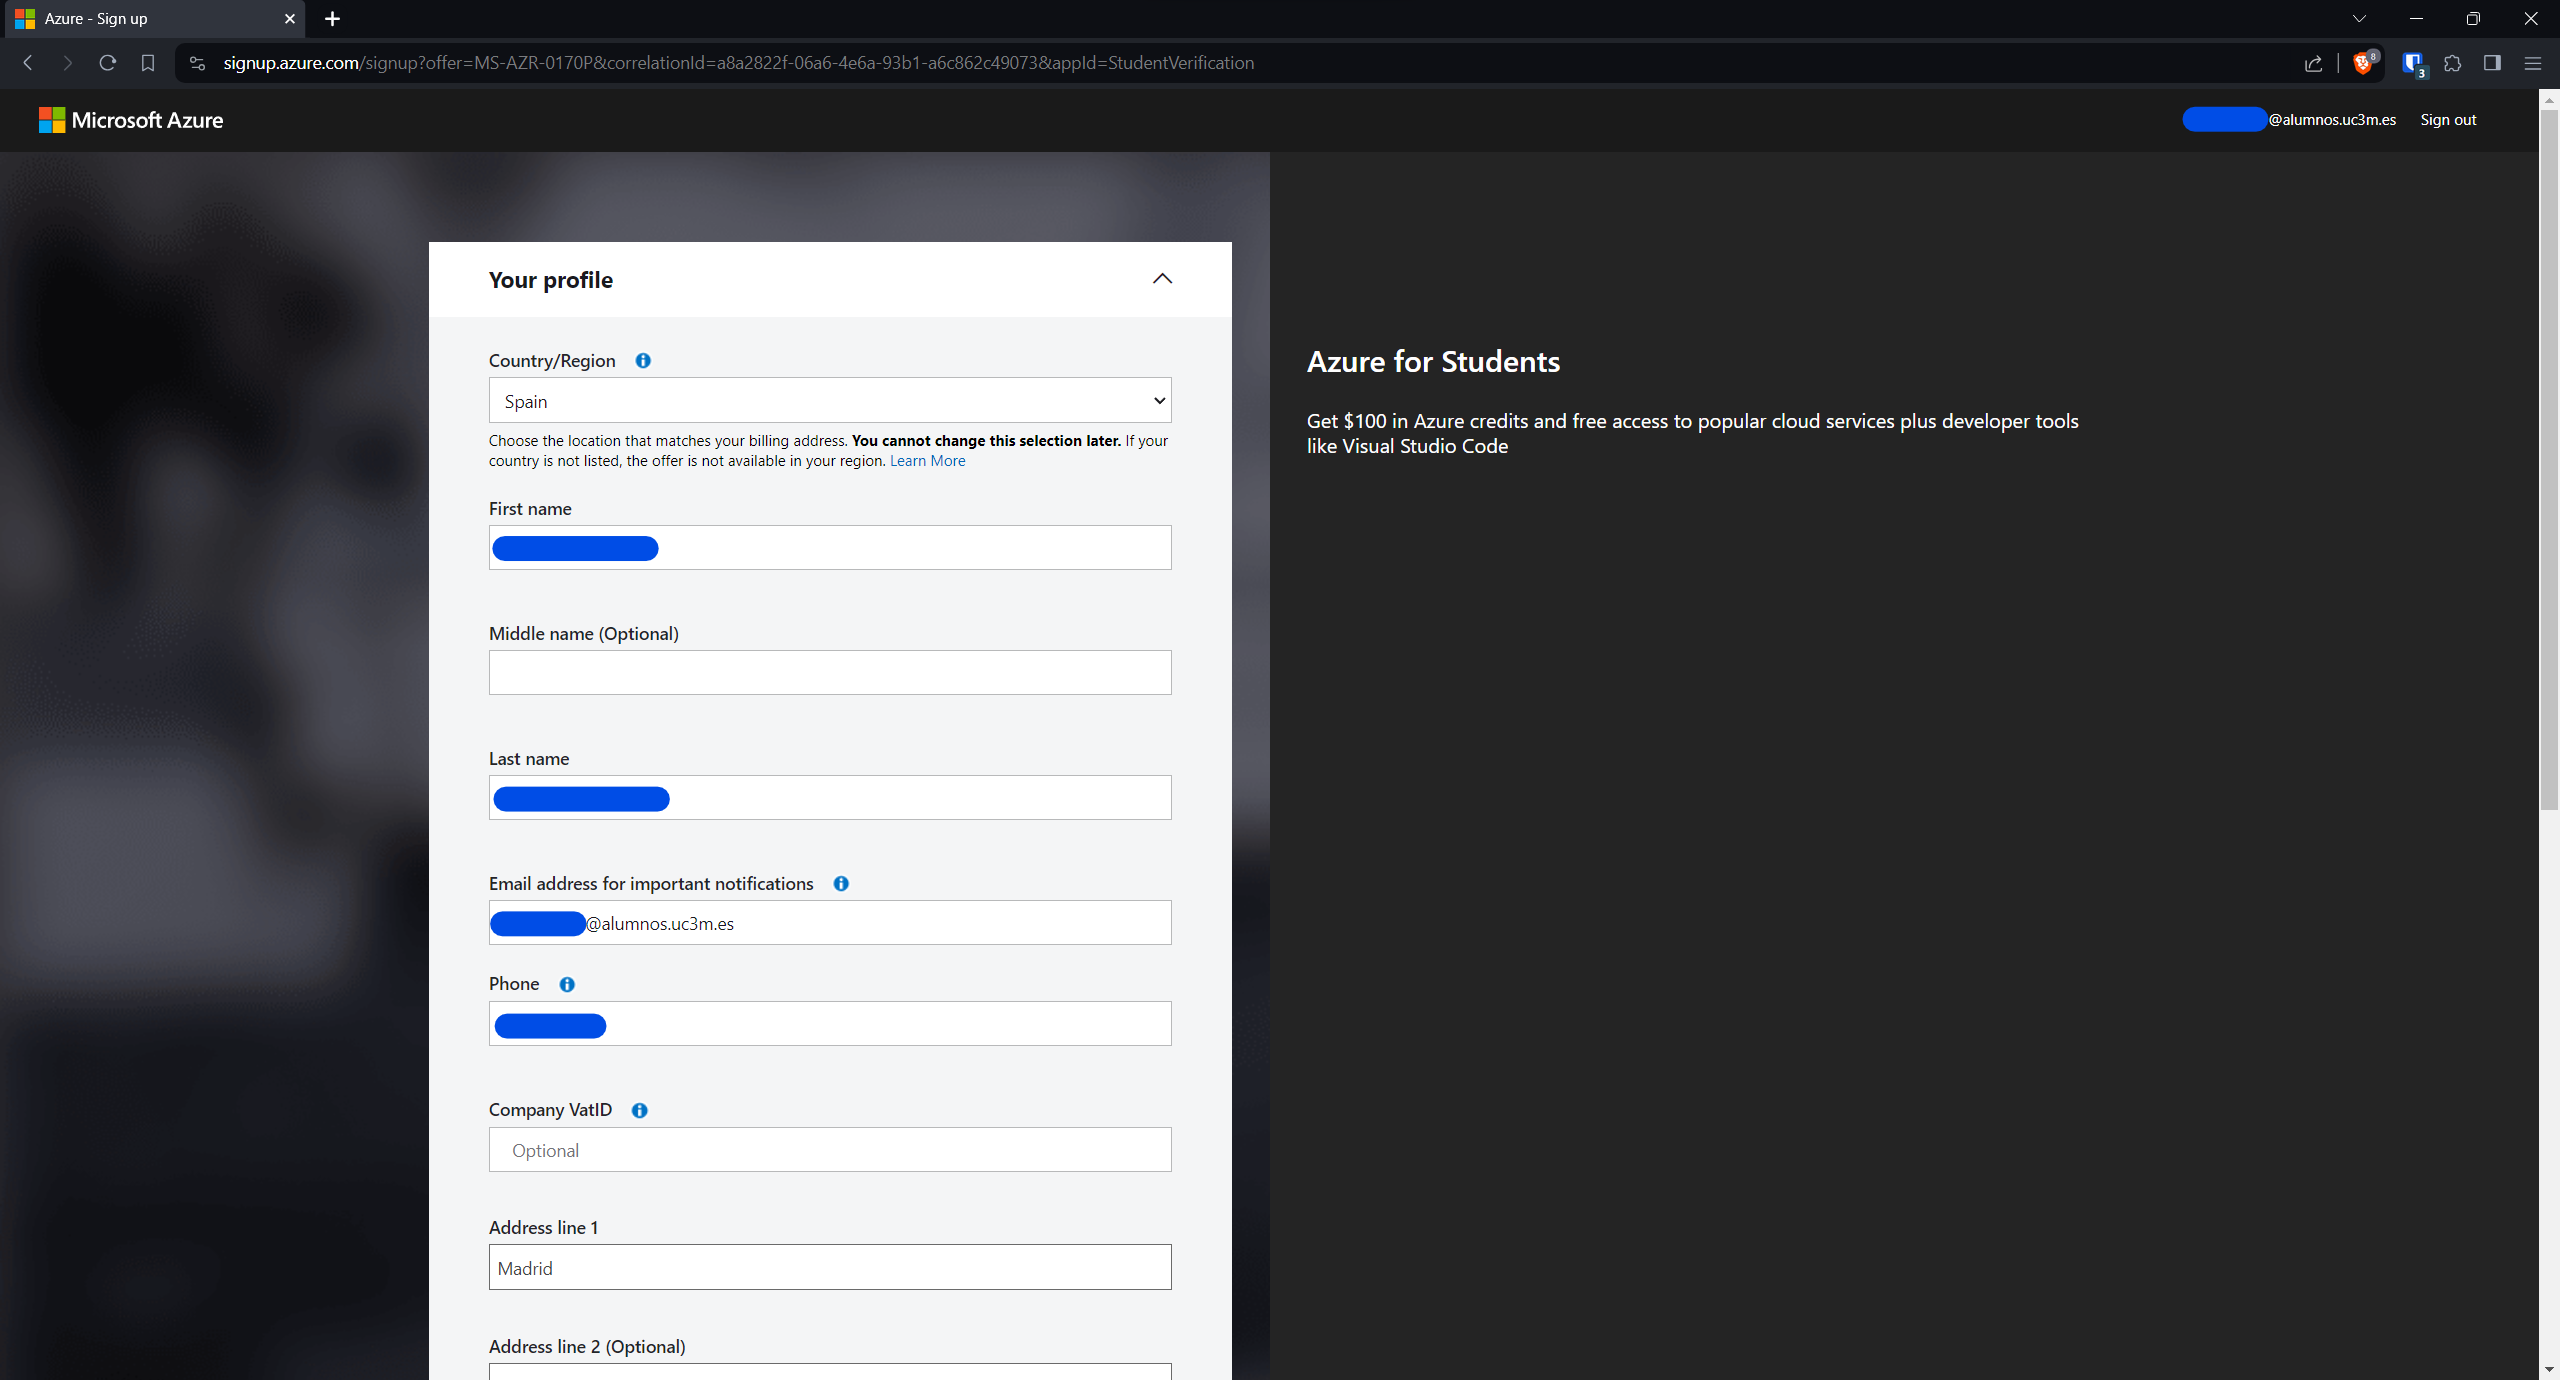 Azure - Sign up
signup.azure.com/signup?offer=MS-AZR-0170P&correlationId=a8a2822f-06a6-4e6a-93b1-a6c862c49073&appId=StudentVerification
8
3
Microsoft Azure
@alumnos.uc3m.es Sign out
Your profile
Country/Region
Spain
Choose the location that matches your billing address. You cannot change this selection later. If your
country is not listed, the offer is not available in your region. Learn More
First name
Middle name (Optional)
Last name
Email address for important notifications
@alumnos.uc3m.es
Phone
Company VatID
Optional
Address line 1
Madrid
Address line 2 (Optional)
Azure for Students
Get $100 in Azure credits and free access to popular cloud services plus developer tools
like Visual Studio Code